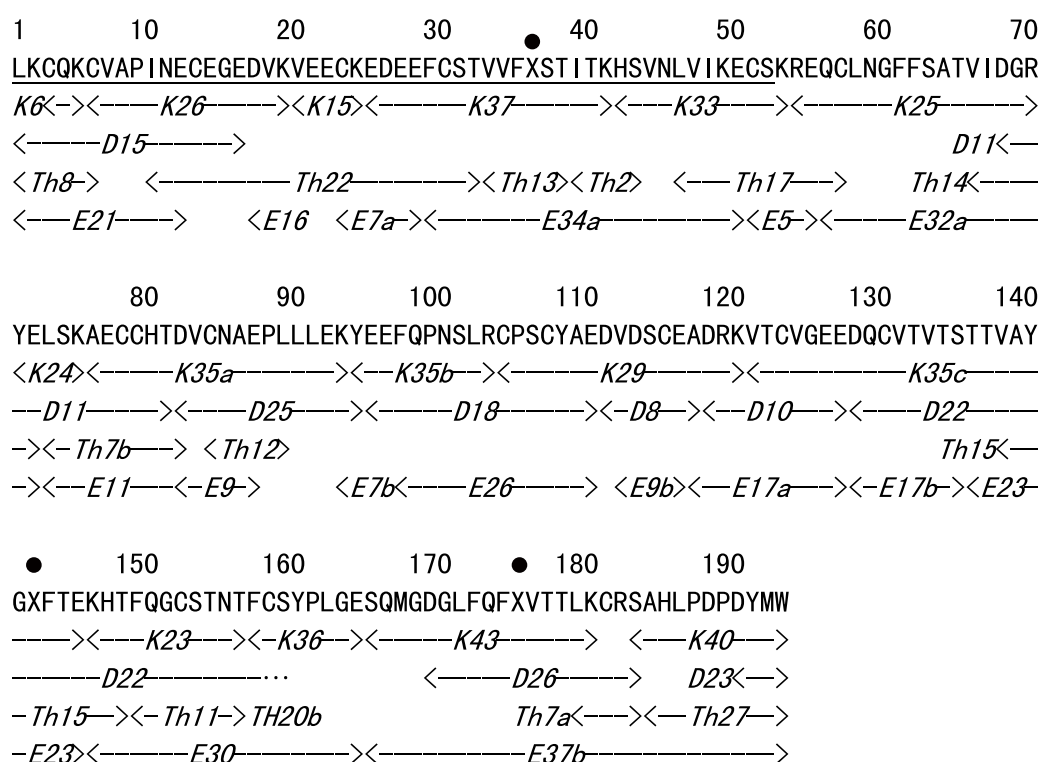 1 10 20 30 40 50 60 70
●
LKCQKCVAPINECEGEDVKVEECKEDEEFCSTVVFXSTITKHSVNLVIKECSKREQCLNGFFSATVIDGR
K6<--><-----K26------><K15><------K37------><----K33----><-------K25------->
<-----D15-----> D11<--
<Th8-> <---------Th22---------> <Th13><Th2> <---Th17---> Th14<----
<---E21---> <E16 <E7a-><-------E34a---------><E5-><-----E32a-----
80 90 100 110 120 130 140
YELSKAECCHTDVCNAEPLLLEKYEEFQPNSLRCPSCYAEDVDSCEADRKVTCVGEEDQCVTVTSTTVAY
<K24><-----K35a--------><--K35b--><------K29------><----------K35c------
--D11-------><----D25----><-----D18------><-D8--><--D10---><----D22-----
-><-Th7b---> <Th12> Th15<--
-><--E11---><-E9--> <E7b<----E26-----> <E9b><--E17a---><-E17b-><E23-
● 150 160 170 ● 180 190
GXFTEKHTFQGCSTNTFCSYPLGESQMGDGLFQFXVTTLKCRSAHLPDPDYMW
----><---K23---><-K36--><-----K43-------> <---K40--->
------D22--------… <-----D26-----> D23<->
-Th15--><-Th11-->TH20b Th7a<---><--Th27--->
-E23><------E30--------><----------E37b---------------->